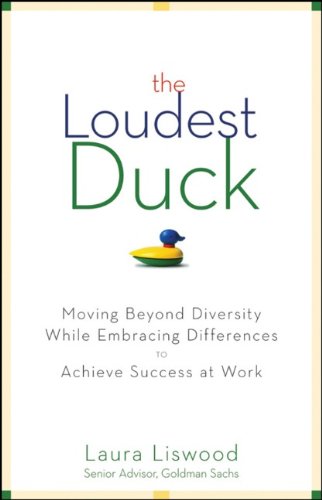 the
Loudest
Duck
Moving Beyond Diversity
While Embracing Differences
TO
Achieve Success at Work
Laura Liswood
Senior Advisor, Goldman Sachs